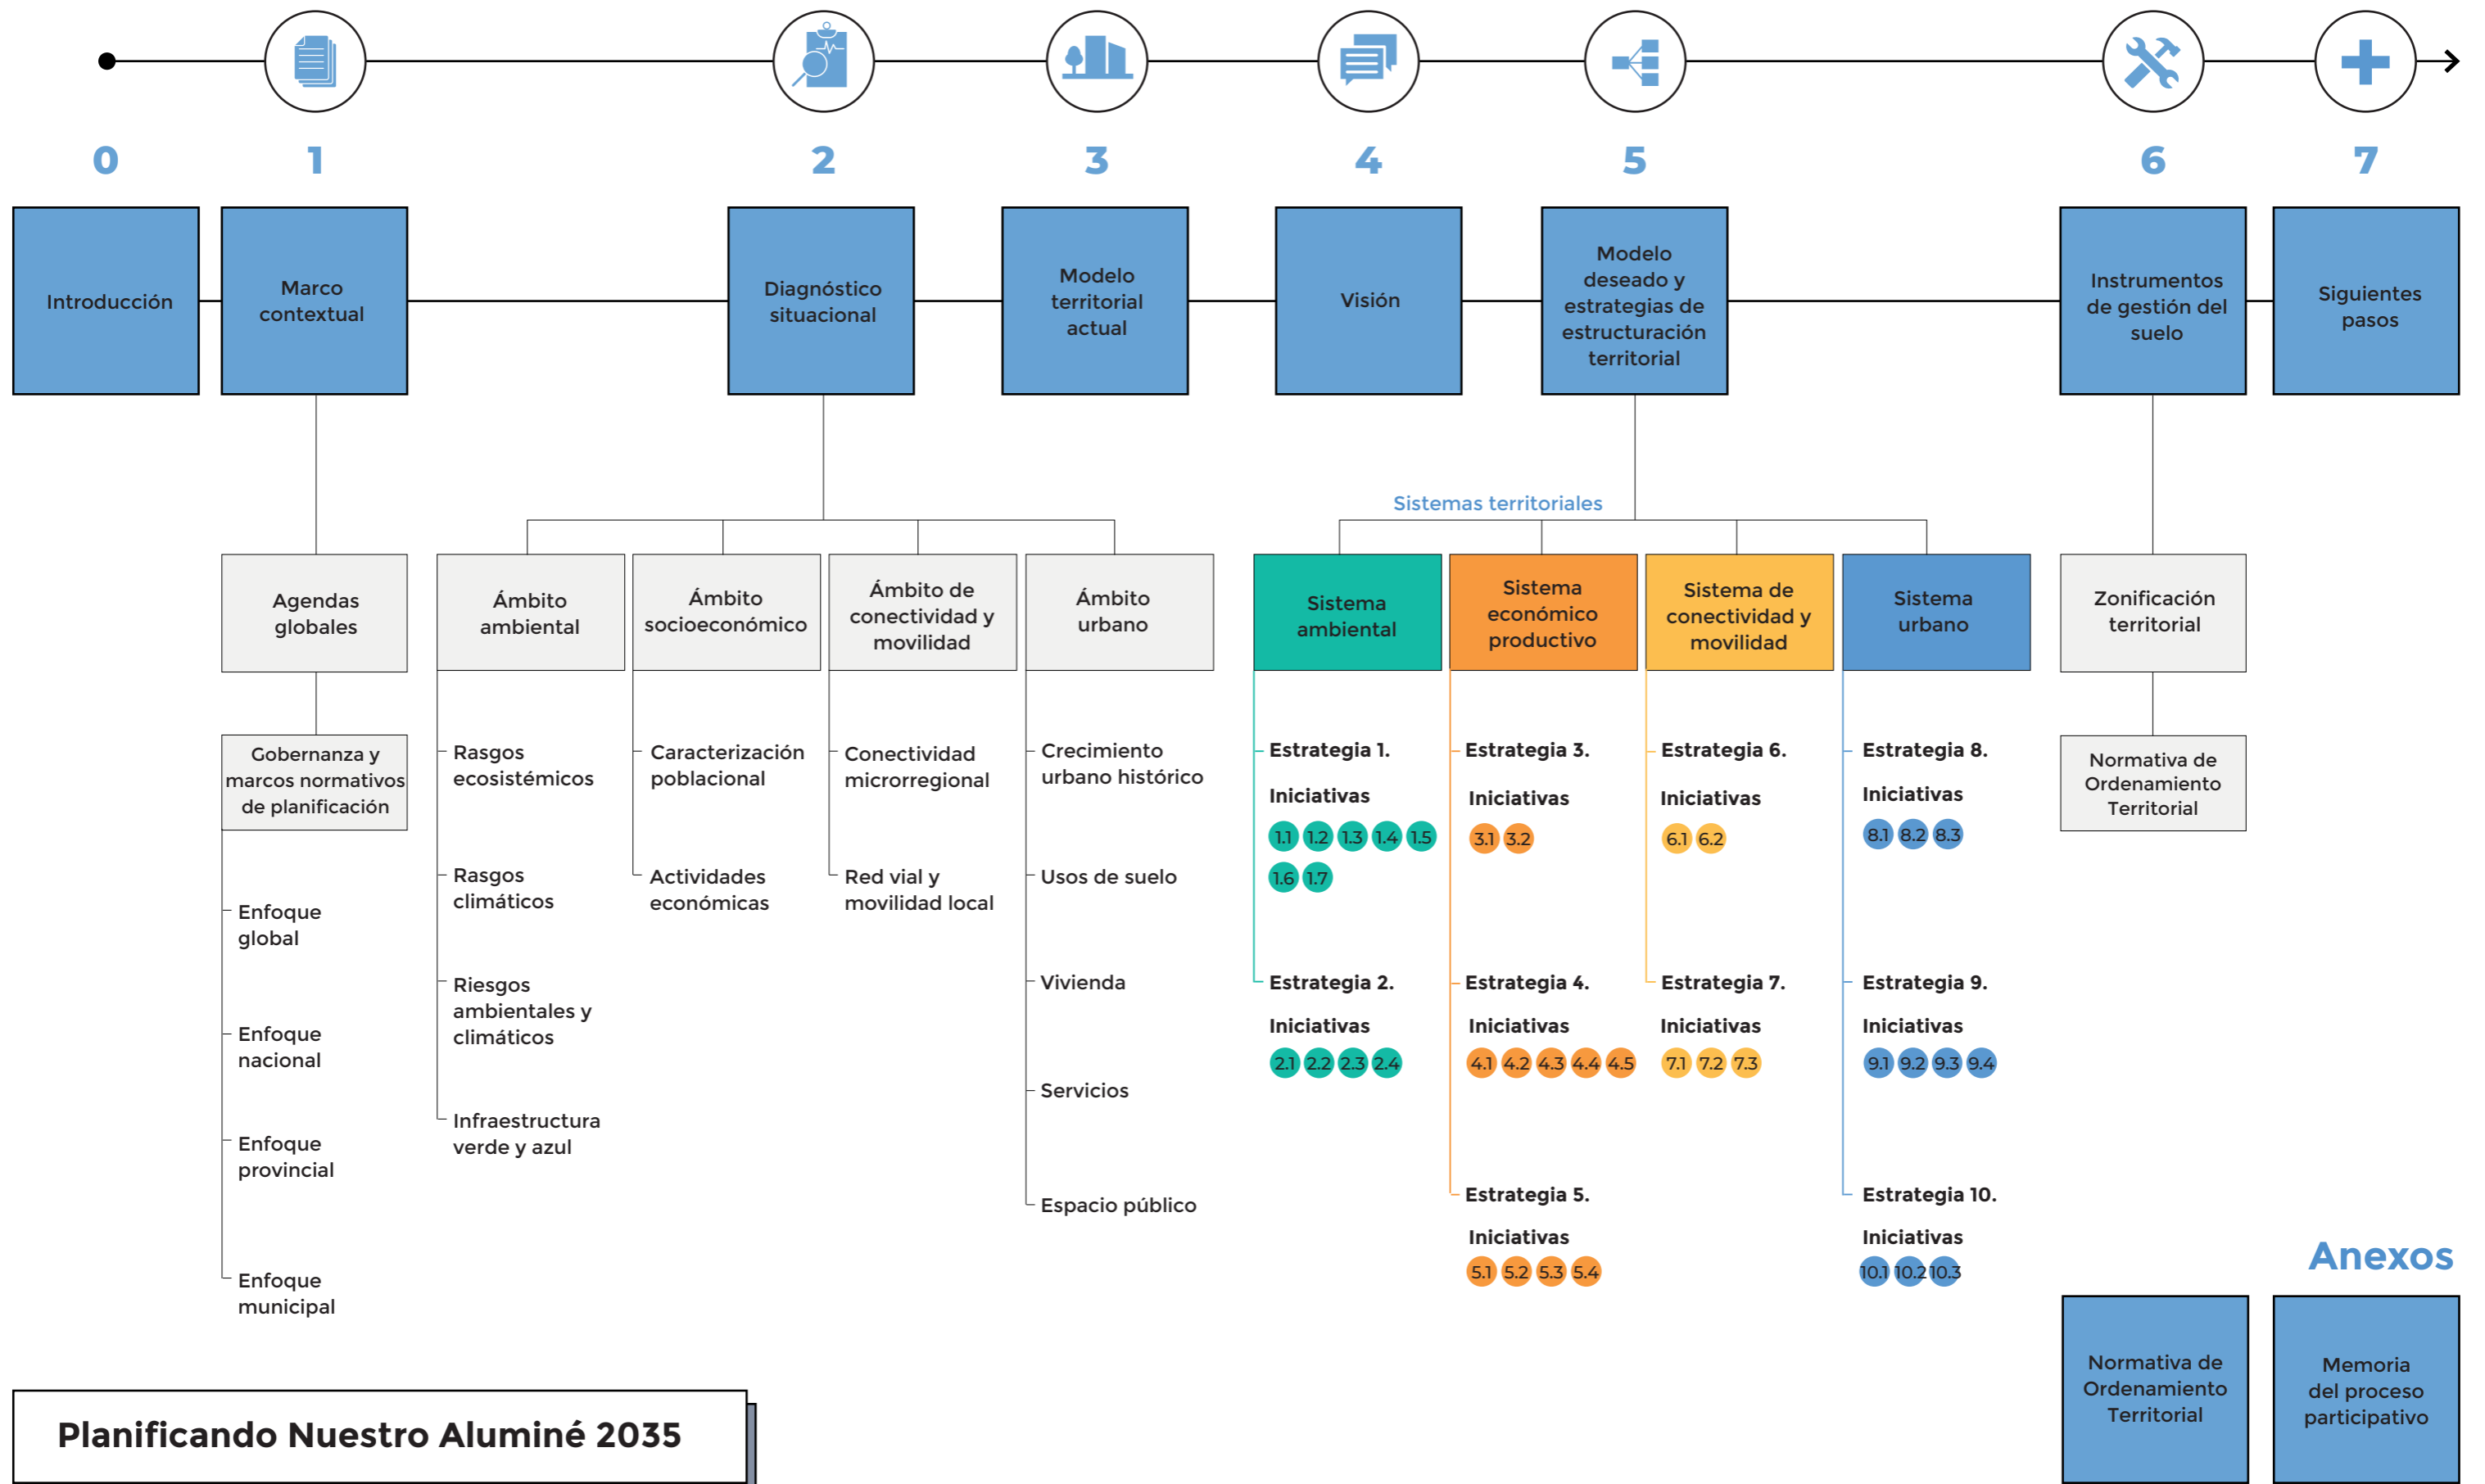 0
1
2
3
4
5
6
7
Introducción
Marco
contextual
Diagnóstico
situacional
Modelo
territorial
actual
Visión
Modelo
deseado y
estrategias de
estructuración
territorial
Instrumentos
de gestión del
suelo
Siguientes
pasos
Sistemas territoriales
Agendas
globales
Ámbito
ambiental
Ámbito
socioeconómico
Ámbito de
conectividad y
movilidad
Ámbito
urbano
Sistema
ambiental
Sistema
económico
productivo
Sistema de
conectividad y
movilidad
Sistema
urbano
Zonificación
territorial
Gobernanza y
marcos normativos
de planificación
Enfoque
global
Enfoque
nacional
Enfoque
provincial
Enfoque
municipal
Rasgos
ecosistémicos
Rasgos
climáticos
Riesgos
ambientales y
climáticos
Infraestructura
verde y azul
Caracterización
poblacional
Actividades
económicas
Conectividad
microrregional
Red vial y
movilidad local
Crecimiento
urbano histórico
Usos de suelo
Vivienda
Servicios
Espacio público
Estrategia 1.
Iniciativas
1.1 1.2 1.3 1.4 1.5
1.6 1.7
Estrategia 2.
Iniciativas
2.1 2.2 2.3 2.4
Estrategia 3.
Iniciativas
3.1 3.2
Estrategia 4.
Iniciativas
4.1 4.2 4.3 4.4 4.5
Estrategia 5.
Iniciativas
5.1 5.2 5.3 5.4
Estrategia 6.
Iniciativas
6.1 6.2
Estrategia 7.
Iniciativas
7.1 7.2 7.3
Estrategia 8.
Iniciativas
8.1 8.2 8.3
Estrategia 9.
Iniciativas
9.1 9.2 9.3 9.4
Estrategia 10.
Iniciativas
10.1 10.2 10.3
Normativa de
Ordenamiento
Territorial
Anexos
Normativa de
Ordenamiento
Territorial
Memoria
del proceso
participativo
Planificando Nuestro Aluminé 2035